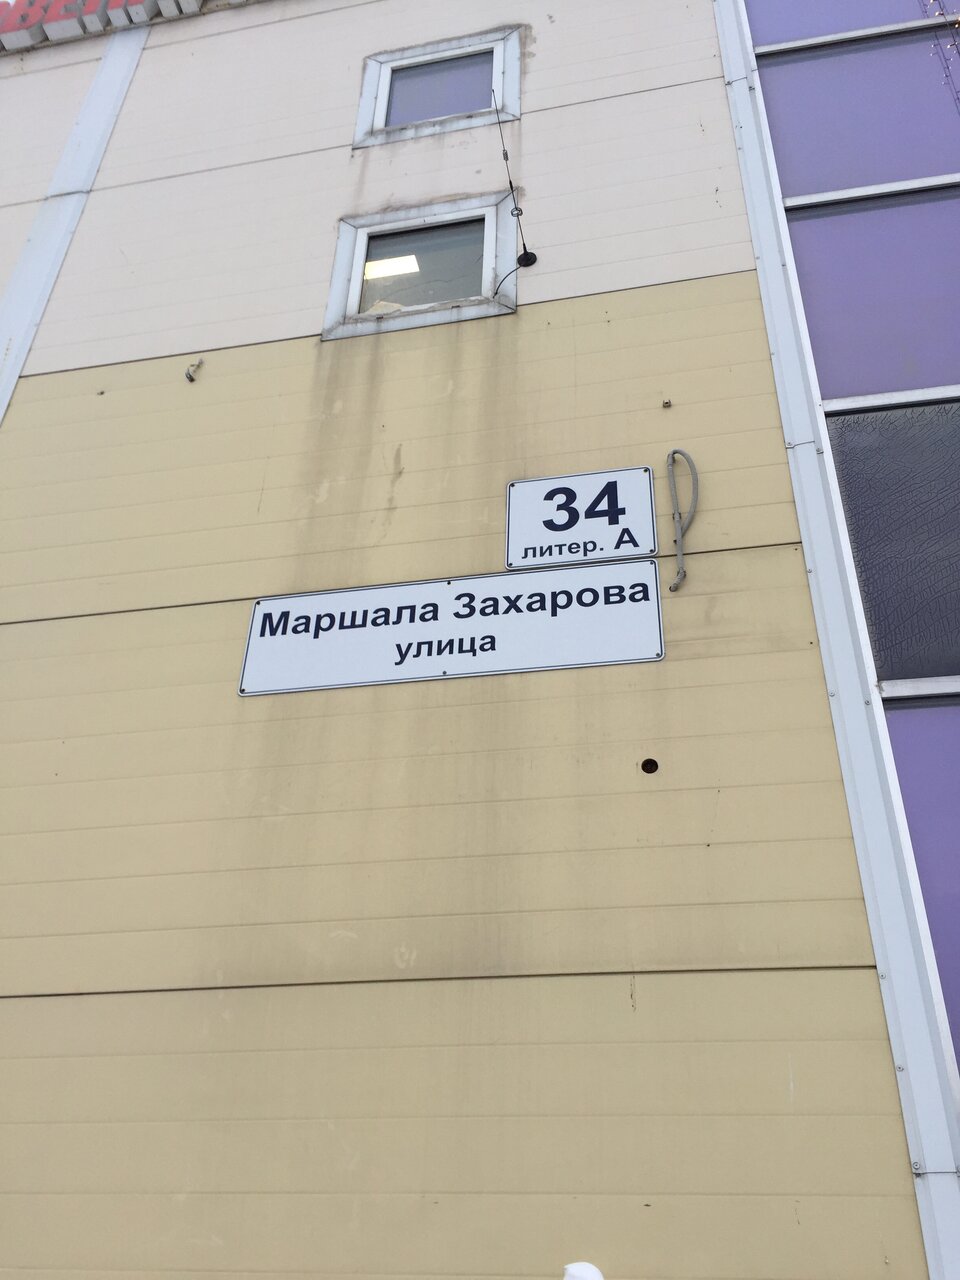 34
литер. А
Маршала Захарова
улица